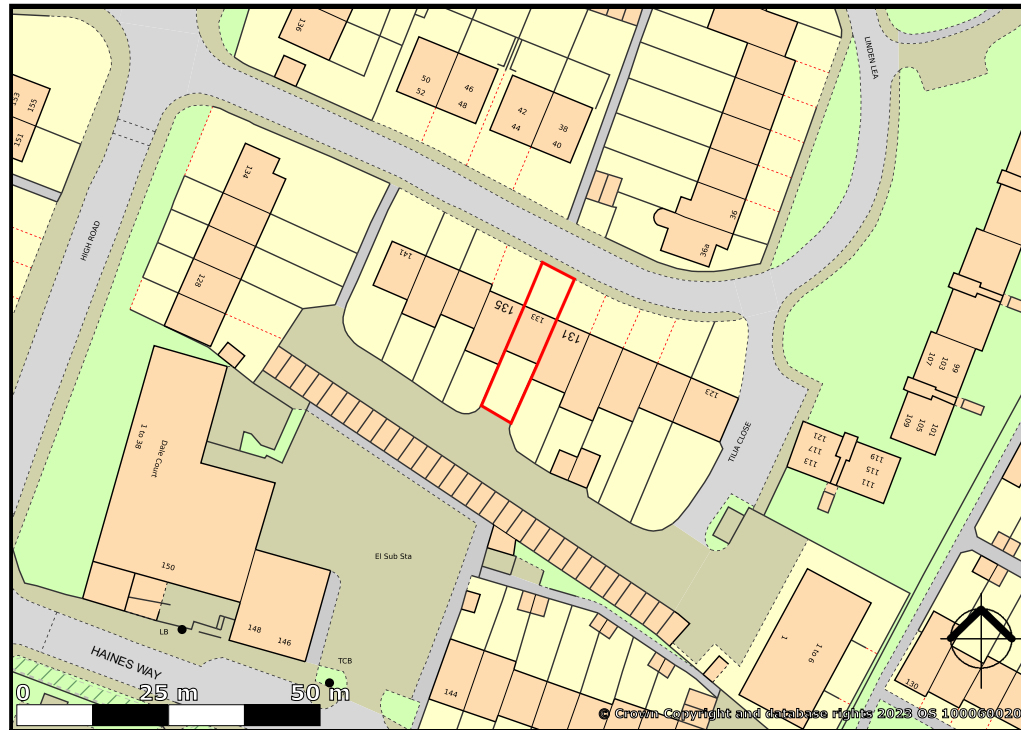 136
LINDEN LEA
50
46
52
48
42
38
44
40
153
155
151
134
36
36a
HIGH ROAD
141
128
135
133
131
107
103
99
123
109
105
101
121
117
113
119
115
111
TILIA CLOSE
1 to 38
Dale Court
El Sub Sta
150
LB
148
146
1
1 to 6
HAINES WAY
TCB
144
130
0
25 m
50 m
© Crown Copyright and database rights 2023 OS 100060020